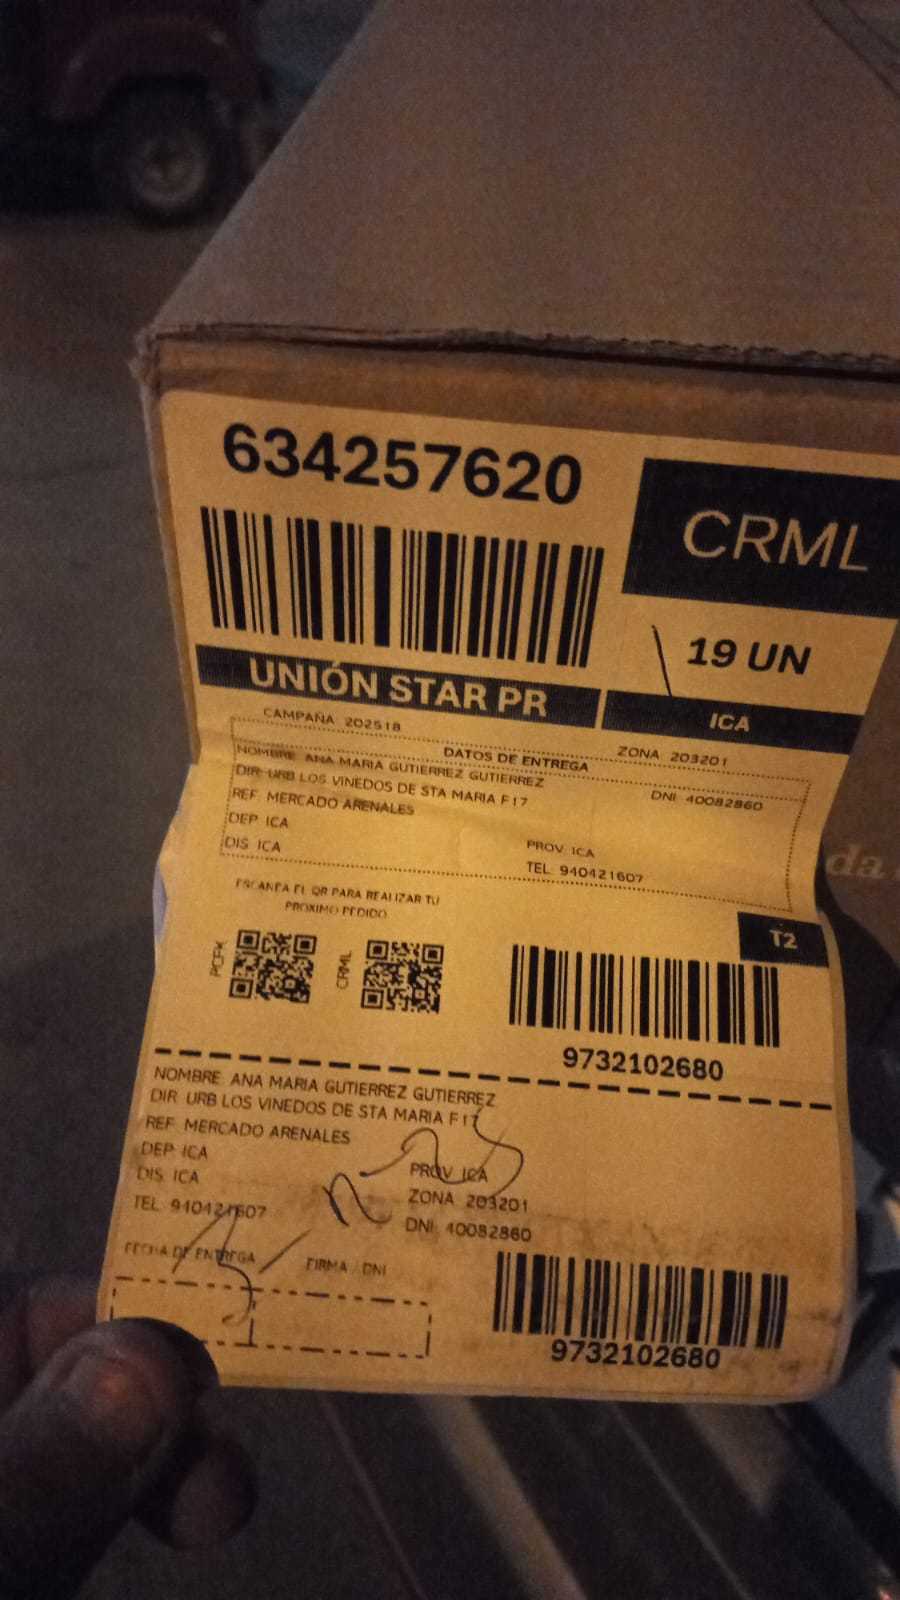 634257620
CRML
19 UN
UNIÓN STAR PR
ICA
CAMPAÑA 202518
ZONA 203201
DATOS DE ENTREGA
NOMBRE ANA MARIA GUTIERREZ GUTIERREZ
DIR URB LOS VINEDOS DE STA MARIA F17
DNI: 40082860
REF: MERCADO ARENALES
DEP: ICA
DIS. ICA
PROV: ICA
TEL: 940421607
ESCANEA EL QR PARA REALIZAR TU
PROXIMO PEDIDO
CRML
T2
9732102680
NOMBRE: ANA MARIA GUTIERREZ GUTIERREZ
DIR URB LOS VINEDOS DE STA MARIA F17
REF: MERCADO ARENALES
DEP: ICA
PROV. ICA
DIS. ICA
ZONA: 203201
TEL: 940421607
DNI: 40082860
FECHA DE ENTREGA
FIRMA / DNI
9732102680
da